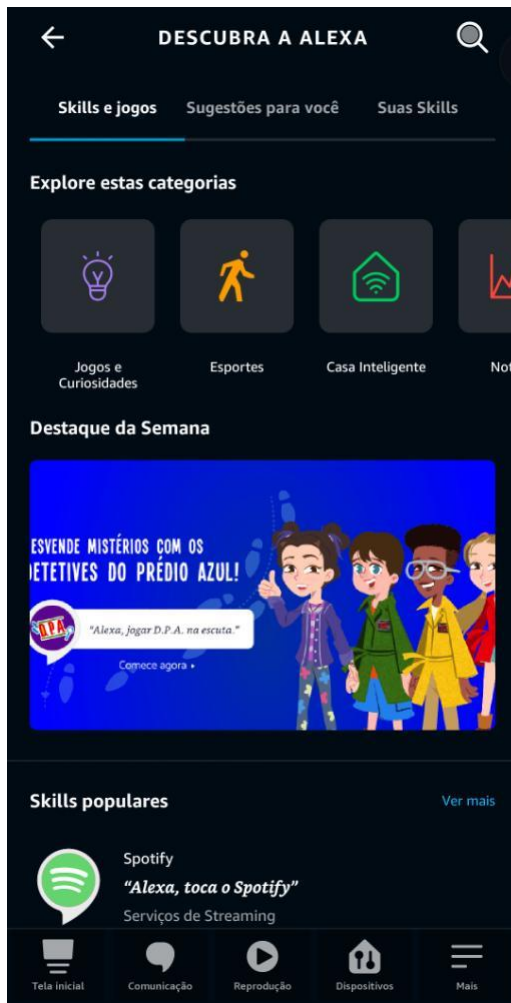 DESCUBRA A ALEXA
Skills e jogos
Sugestões para você
Suas Skills
Explore estas categorias
Jogos e
Curiosidades
Esportes
Casa Inteligente
Not
Destaque da Semana
ESVENDE MISTÉRIOS COM OS
DETETIVES DO PRÉDIO AZUL!
D.P.A.
"Alexa, jogar D.P.A. na escuta."
Comece agora •
Skills populares
Ver mais
Spotify
“Alexa, toca o Spotify”
Serviços de Streaming
Tela inicial
Comunicação
Reprodução
Dispositivos
Mais